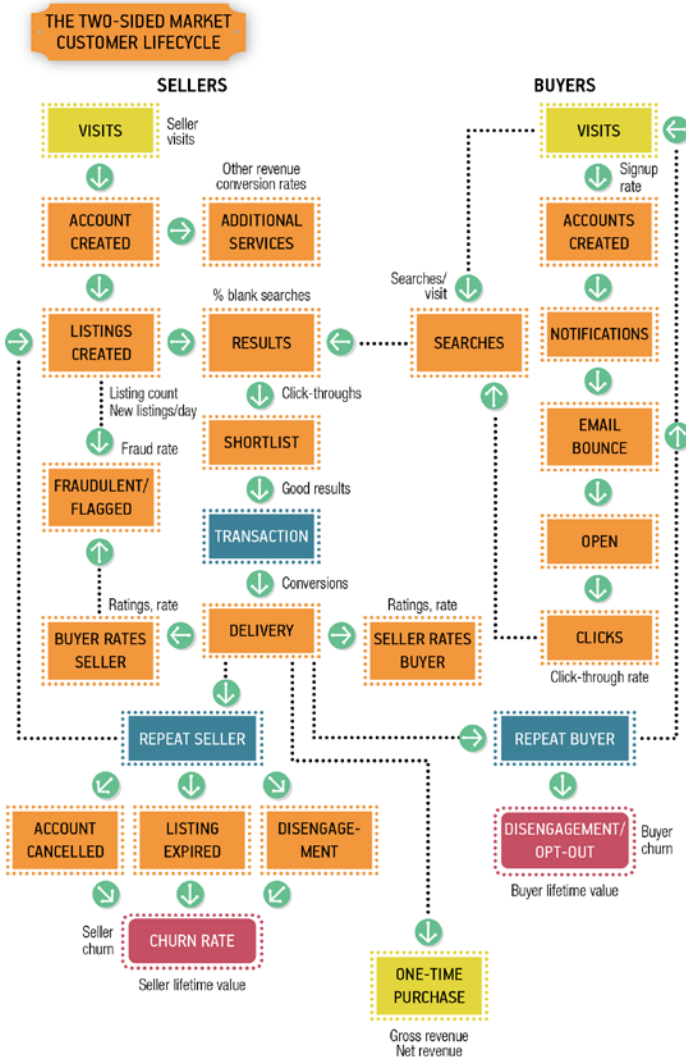 THE TWO-SIDED MARKET
CUSTOMER LIFECYCLE
SELLERS
BUYERS
VISITS
Seller
visits
VISITS
Other revenue
conversion rates
Signup
rate
ACCOUNT
CREATED
ADDITIONAL
SERVICES
ACCOUNTS
CREATED
% blank searches
Searches/
visit
LISTINGS
CREATED
RESULTS
SEARCHES
NOTIFICATIONS
Listing count
New listings/day
Click-throughs
Fraud rate
SHORTLIST
EMAIL
BOUNCE
FRAUDULENT/
FLAGGED
Good results
TRANSACTION
OPEN
Conversions
Ratings, rate
Ratings, rate
BUYER RATES
SELLER
DELIVERY
SELLER RATES
BUYER
CLICKS
Click-through rate
REPEAT SELLER
REPEAT BUYER
ACCOUNT
CANCELLED
LISTING
EXPIRED
DISENGAGE-
MENT
DISENGAGEMENT/
OPT-OUT
Buyer
churn
Buyer lifetime value
Seller
churn
CHURN RATE
Seller lifetime value
ONE-TIME
PURCHASE
Gross revenue
Net revenue